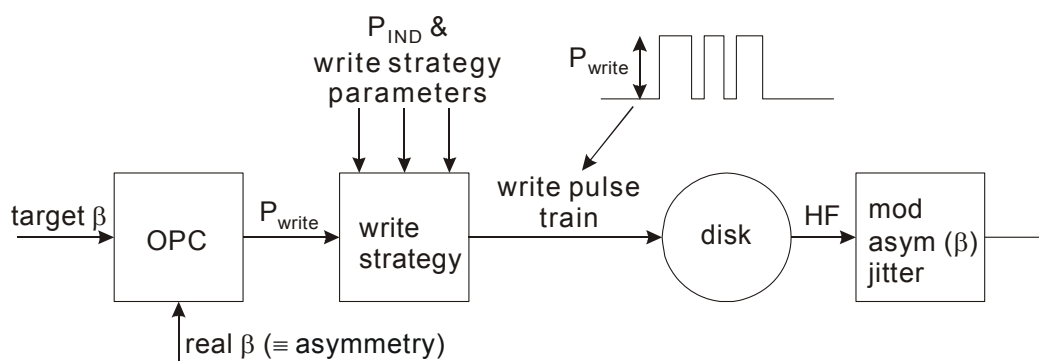 P_IND &
write strategy
parameters
P_write
target β
OPC
P_write
write
strategy
write pulse
train
disk
HF
mod
asym (β)
jitter
real β (≡ asymmetry)